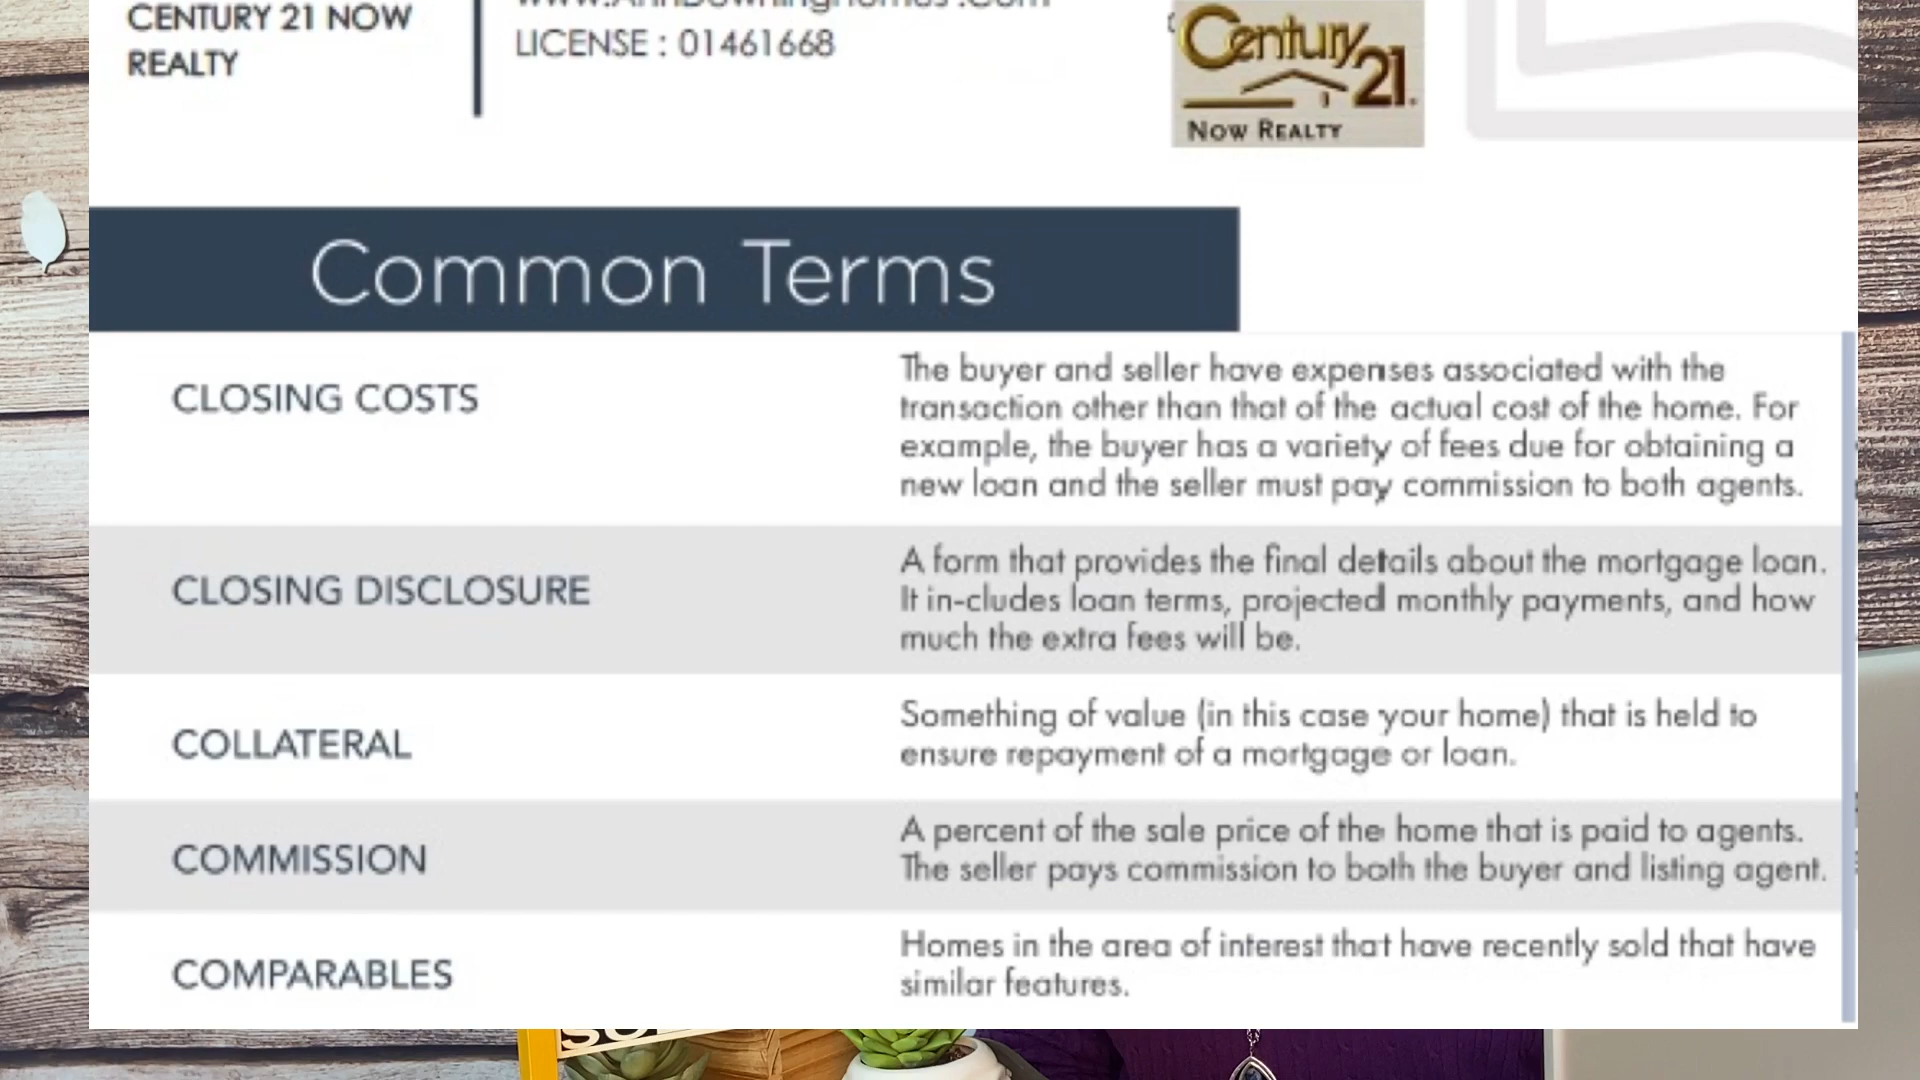 CENTURY 21 NOW
REALTY
LICENSE : 01461668
Century 21.
NOW REALTY
Common Terms
CLOSING COSTS
The buyer and seller have expenses associated with the
transaction other than that of the actual cost of the home. For
example, the buyer has a variety of fees due for obtaining a
new loan and the seller must pay commission to both agents.
CLOSING DISCLOSURE
A form that provides the final details about the mortgage loan.
It in-cludes loan terms, projected monthly payments, and how
much the extra fees will be.
COLLATERAL
Something of value (in this case your home) that is held to
ensure repayment of a mortgage or loan.
COMMISSION
A percent of the sale price of the home that is paid to agents.
The seller pays commission to both the buyer and listing agent.
COMPARABLES
Homes in the area of interest that have recently sold that have
similar features.